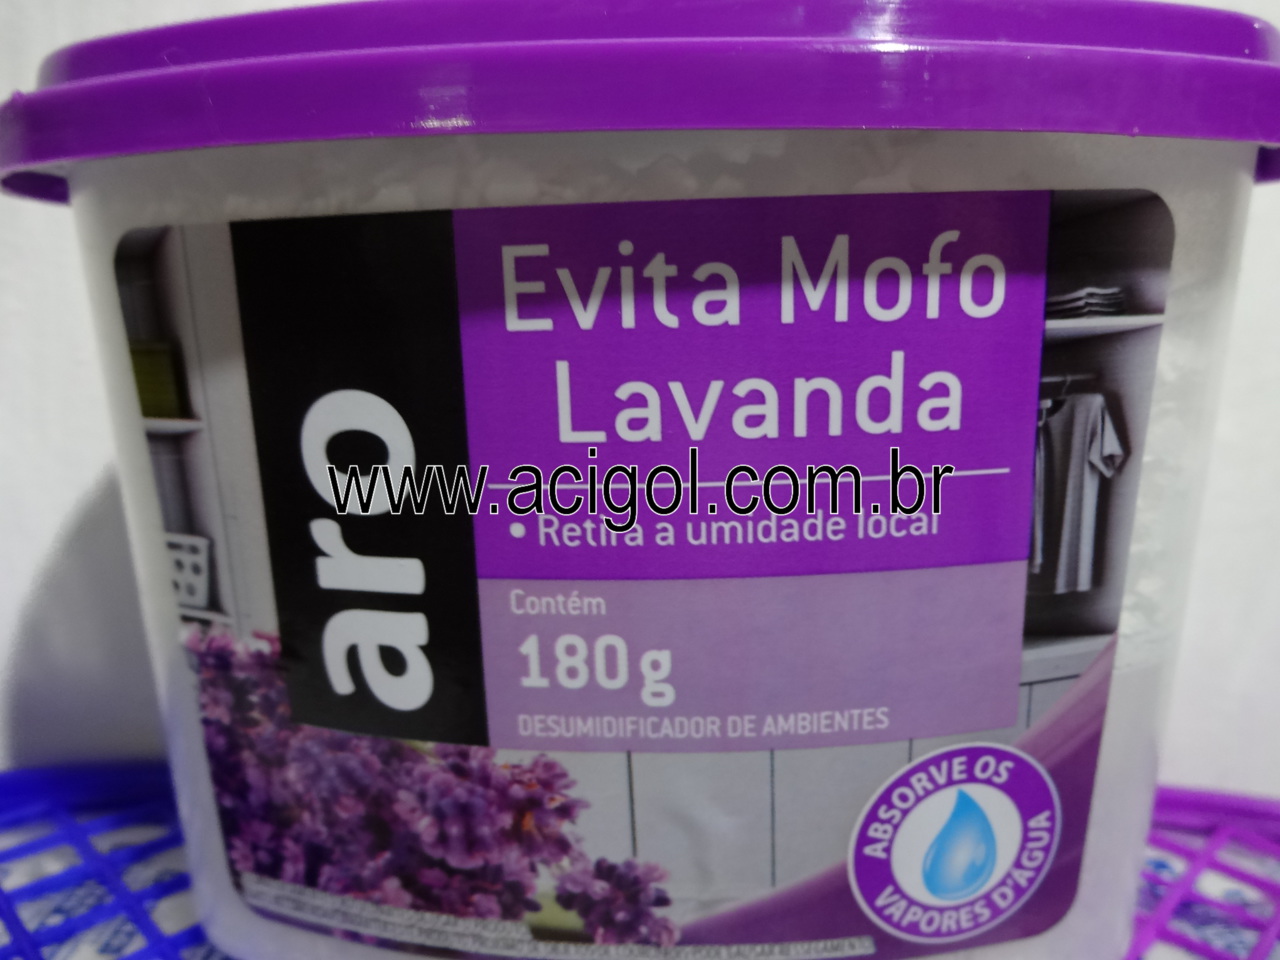 Evita Mofo
Lavanda
aro
www.acigol.com.br
• Retira a umidade local
Contém
180g
DESUMIDIFICADOR DE AMBIENTES
ABSORVE OS
VAPORES D'ÁGUA